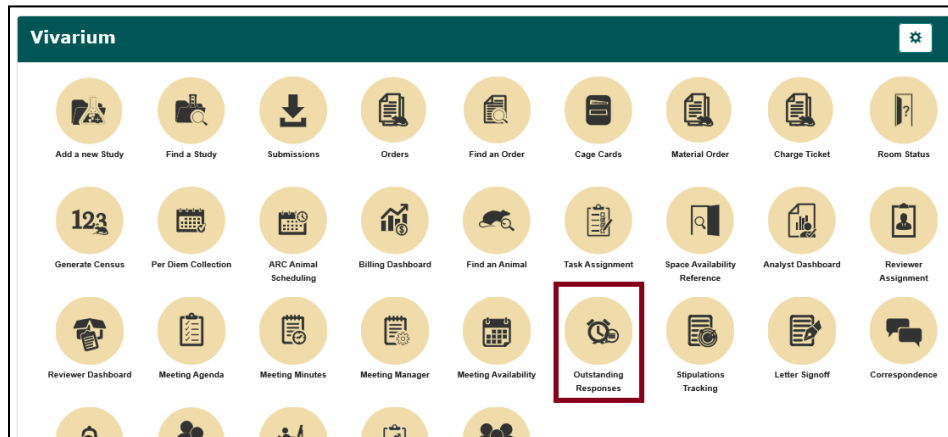 Vivarium
Add a new Study
Find a Study
Submissions
Orders
Find an Order
Cage Cards
Material Order
Charge Ticket
?
Room Status
123
Generate Census
Per Diem Collection
ARC Animal
Scheduling
$
Billing Dashboard
Find an Animal
Task Assignment
Space Availability
Reference
Analyst Dashboard
Reviewer
Assignment
Reviewer Dashboard
Meeting Agenda
Meeting Minutes
Meeting Manager
Meeting Availability
Outstanding
Responses
Stipulations
Tracking
Letter Signoff
Correspondence